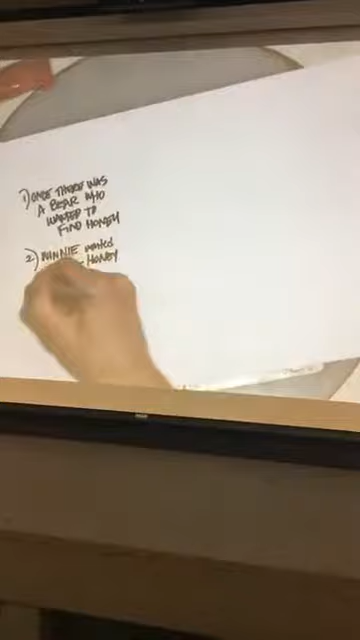 1) ONCE THERE WAS
A BEAR WHO
WANTED TO
FIND HONEY
2) WINNIE wanted
HONEY